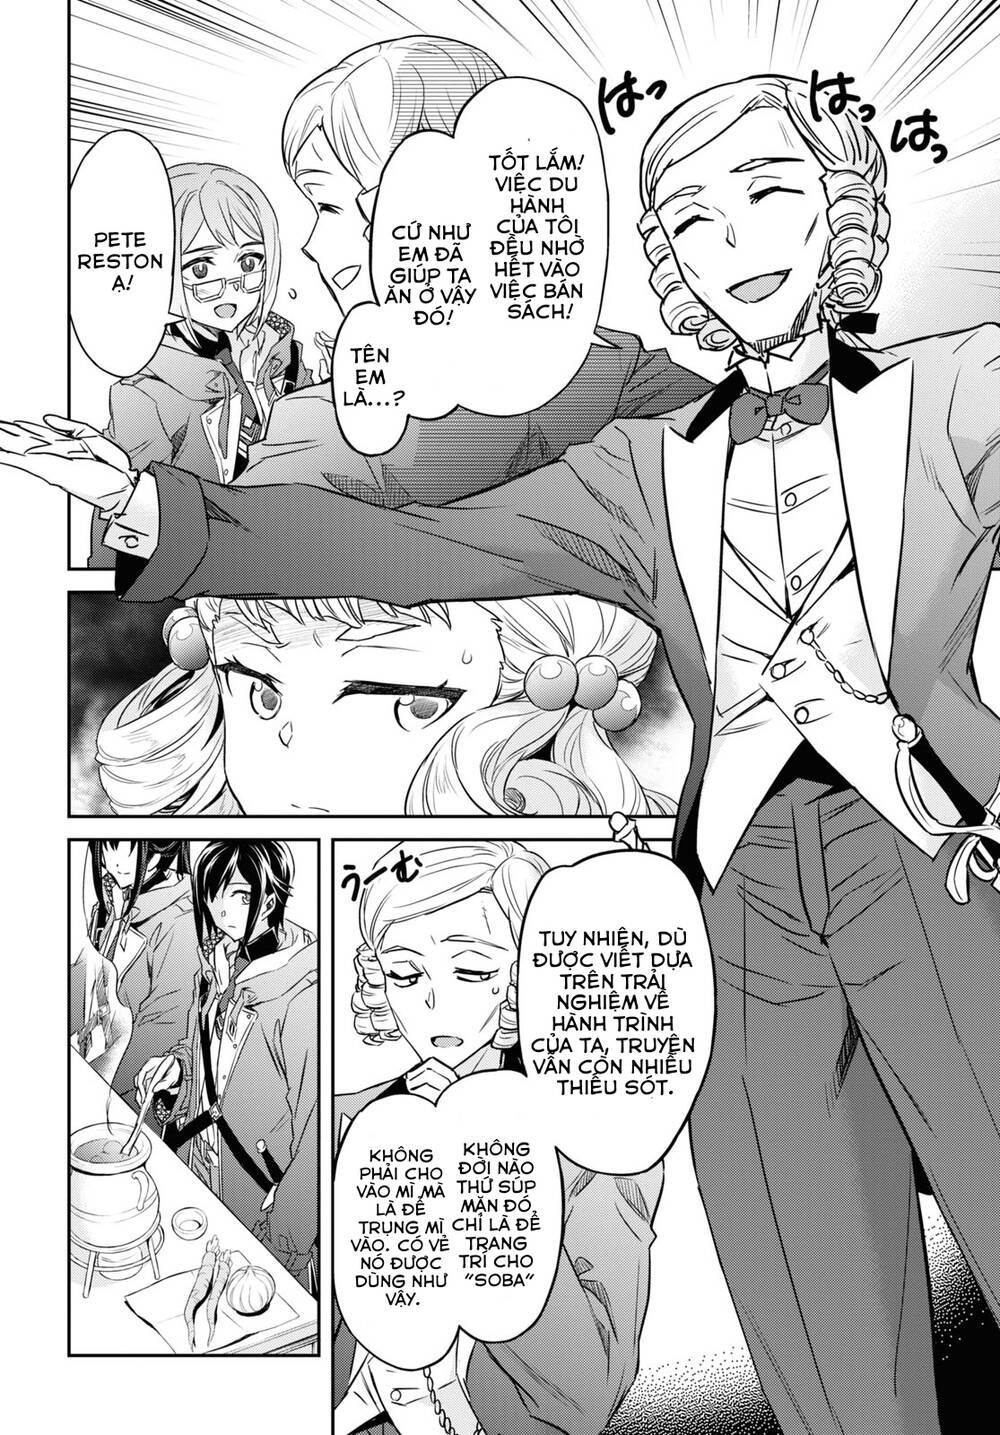 はっ
はっ
はっ
TỐT LẮM!
VIỆC DU
HÀNH
CỦA TÔI
ĐỀU NHỜ
HẾT VÀO
VIỆC BÁN
SÁCH!
CỨ NHƯ
EM ĐÃ
GIÚP TA
ĂN Ở VẬY
ĐÓ!
TÊN
EM
LÀ...?
PETE
RESTON
Ạ!
うーむ
TUY NHIÊN, DÙ
ĐƯỢC VIẾT DỰA
TRÊN TRẢI
NGHIỆM VỀ
HÀNH TRÌNH
CỦA TA, TRUYỆN
VẪN CÒN NHIỀU
THIẾU SÓT.
KHÔNG
ĐỜI NÀO
THỨ SÚP
MẶN ĐÓ
CHỈ LÀ ĐỂ
TRANG
TRÍ CHO
"SOBA"
KHÔNG
PHẢI CHO
VÀO MÌ MÀ
LÀ ĐỂ
TRỤNG MÌ
VÀO. CÓ VẺ
NÓ ĐƯỢC
DÙNG NHƯ
VẬY.